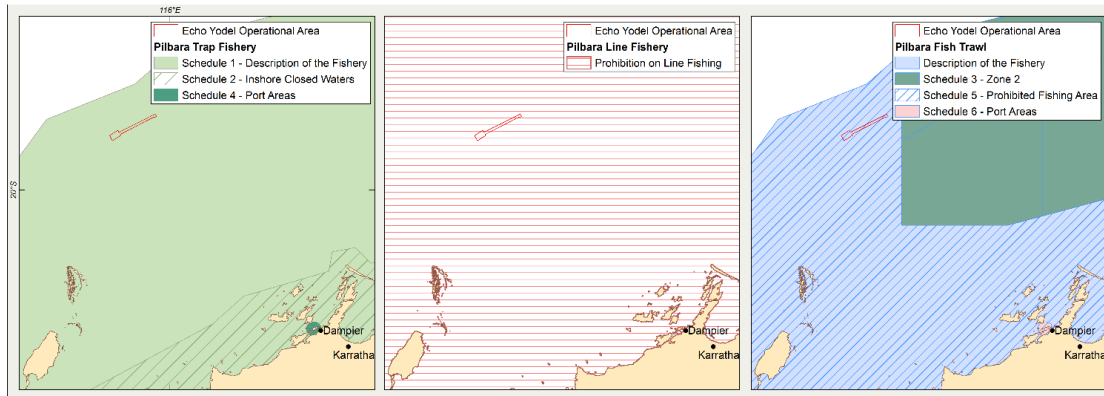 116°E
20°S
Echo Yodel Operational Area
Pilbara Trap Fishery
Schedule 1 - Description of the Fishery
Schedule 2 - Inshore Closed Waters
Schedule 4 - Port Areas
Dampier
Karratha
Echo Yodel Operational Area
Pilbara Line Fishery
Prohibition on Line Fishing
Dampier
Karratha
Echo Yodel Operational Area
Pilbara Fish Trawl
Description of the Fishery
Schedule 3 - Zone 2
Schedule 5 - Prohibited Fishing Area
Schedule 6 - Port Areas
Dampier
Karratha